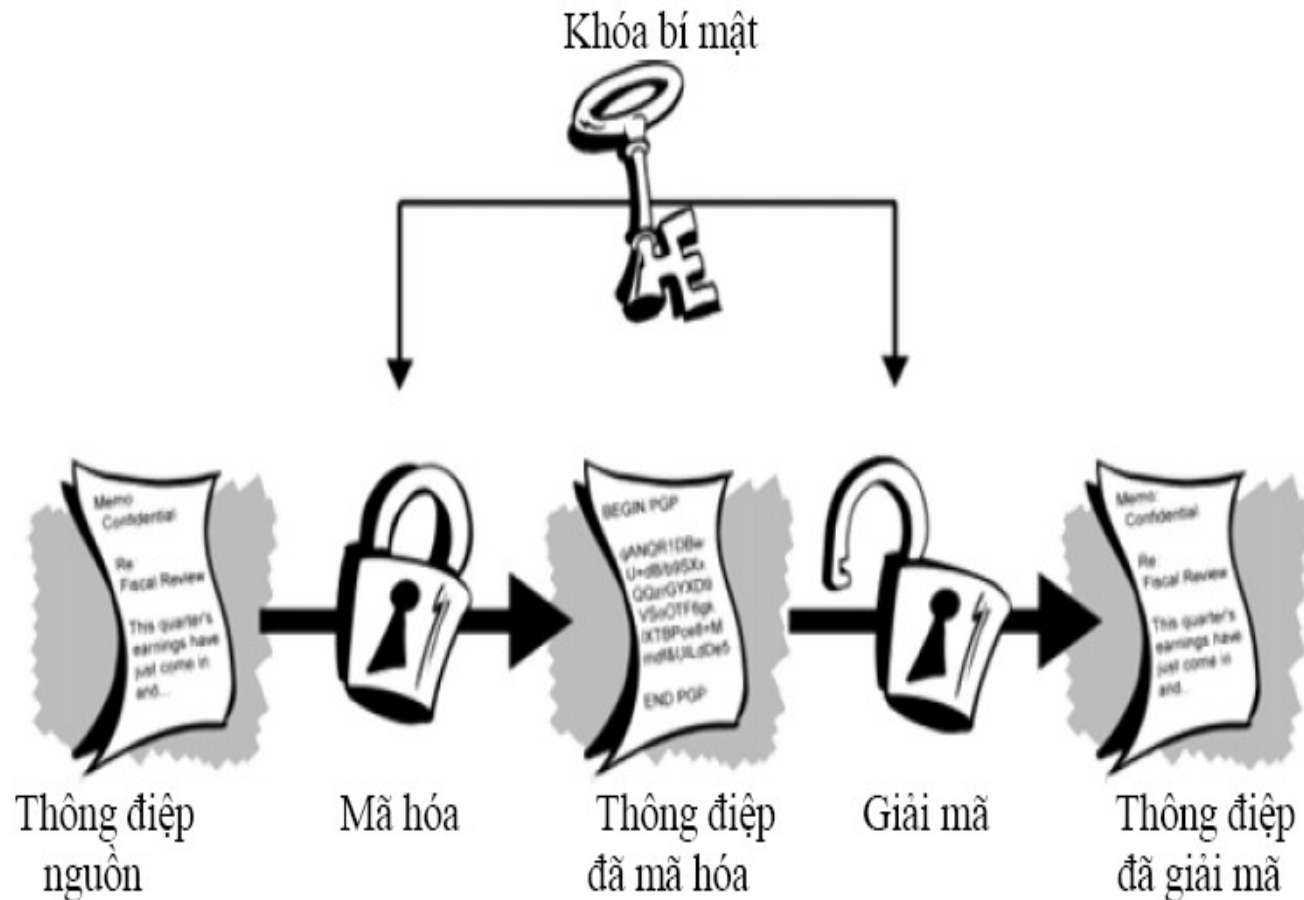 Khóa bí mật
Memo
Confidential
Re
Fiscal Review
This quarter's
earnings have
just come in
and...
BEGIN PGP
END PGP
Memo:
Confidential
Re
Fiscal Review
This quarter's
earnings have
just come in
and...
Thông điệp
nguồn
Mã hóa
Thông điệp
đã mã hóa
Giải mã
Thông điệp
đã giải mã